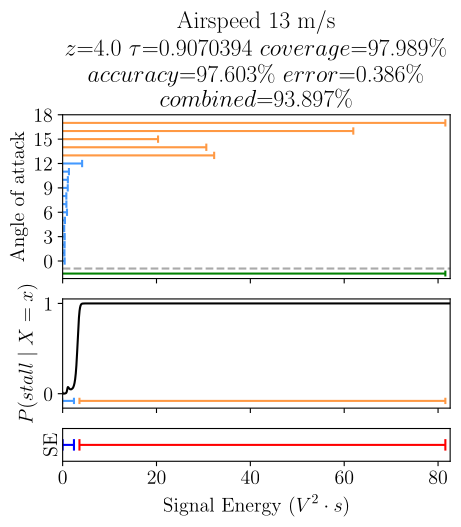 Airspeed 13 m/s
z=4.0 τ=0.9070394 coverage=97.989%
accuracy=97.603% error=0.386%
combined=93.897%
18
15
12
9
6
3
0
Angle of attack
1
0
P(stall | X = x)
SE
0 20 40 60 80
Signal Energy (V² · s)